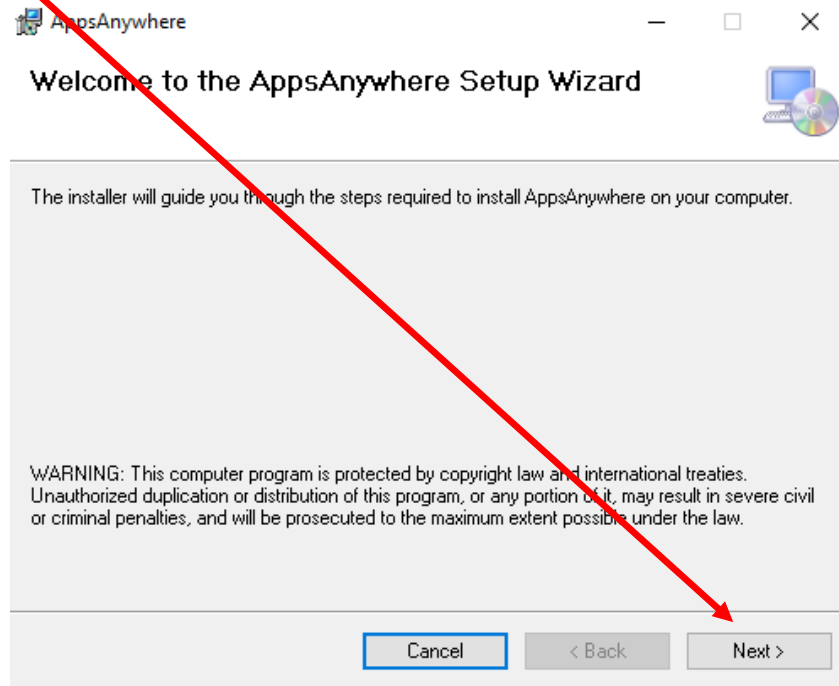 AppsAnywhere
Welcome to the AppsAnywhere Setup Wizard
The installer will guide you through the steps required to install AppsAnywhere on your computer.
WARNING: This computer program is protected by copyright law and international treaties.
Unauthorized duplication or distribution of this program, or any portion of it, may result in severe civil
or criminal penalties, and will be prosecuted to the maximum extent possible under the law.
Cancel < Back Next >